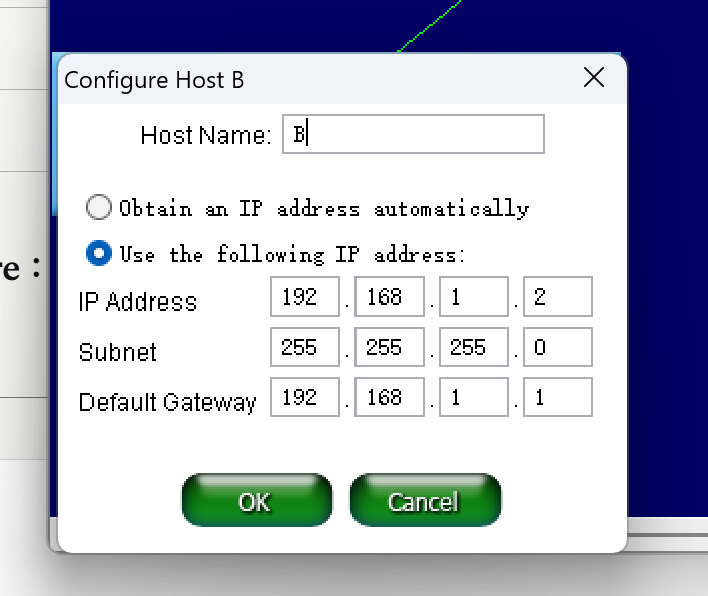 Configure Host B
Host Name: B
Obtain an IP address automatically
Use the following IP address:
re：
IP Address 192 . 168 . 1 . 2
Subnet 255 . 255 . 255 . 0
Default Gateway 192 . 168 . 1 . 1
OK Cancel